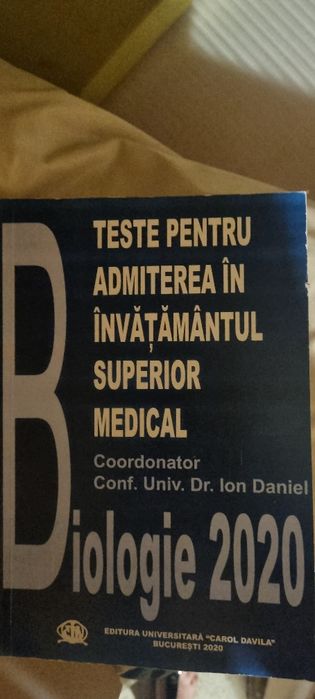 TESTE PENTRU
ADMITEREA ÎN
ÎNVĂȚĂMÂNTUL
SUPERIOR
MEDICAL
Coordonator
Conf. Univ. Dr. Ion Daniel
Biologie 2020
EDITURA UNIVERSITARĂ "CAROL DAVILA"
BUCUREȘTI 2020